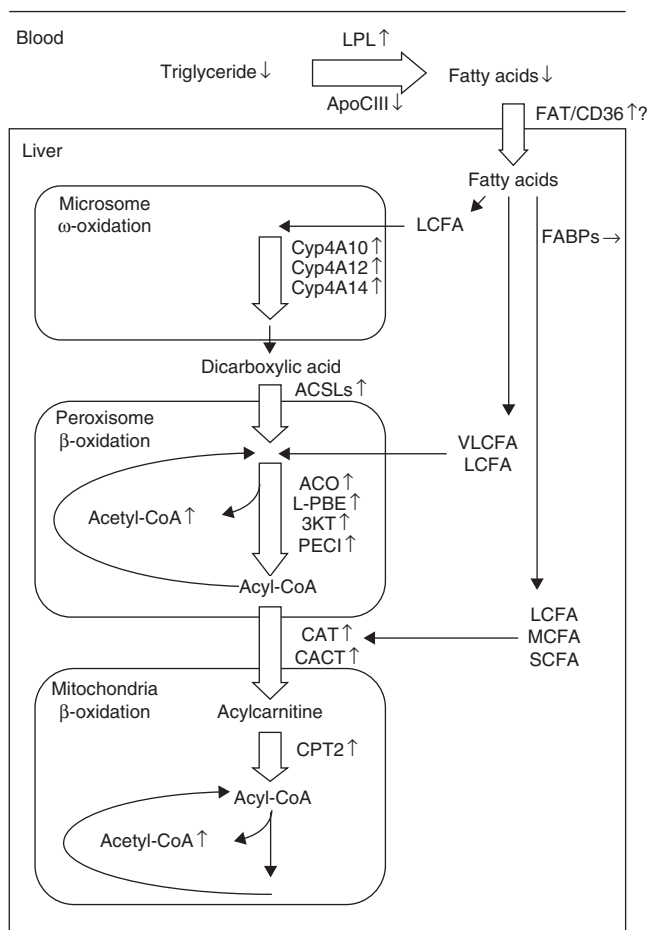 Blood
LPL↑
Triglyceride↓
Fatty acids↓
ApoCIII↓
FAT/CD36↑?
Liver
Fatty acids
Microsome
ω-oxidation
LCFA
FABPs→
Cyp4A10↑
Cyp4A12↑
Cyp4A14↑
Dicarboxylic acid
ACSLs↑
Peroxisome
β-oxidation
VLCFA
LCFA
ACO↑
L-PBE↑
3KT↑
PECI↑
Acetyl-CoA↑
Acyl-CoA
LCFA
MCFA
SCFA
CAT↑
CACT↑
Mitochondria
β-oxidation
Acylcarnitine
CPT2↑
Acyl-CoA
Acetyl-CoA↑